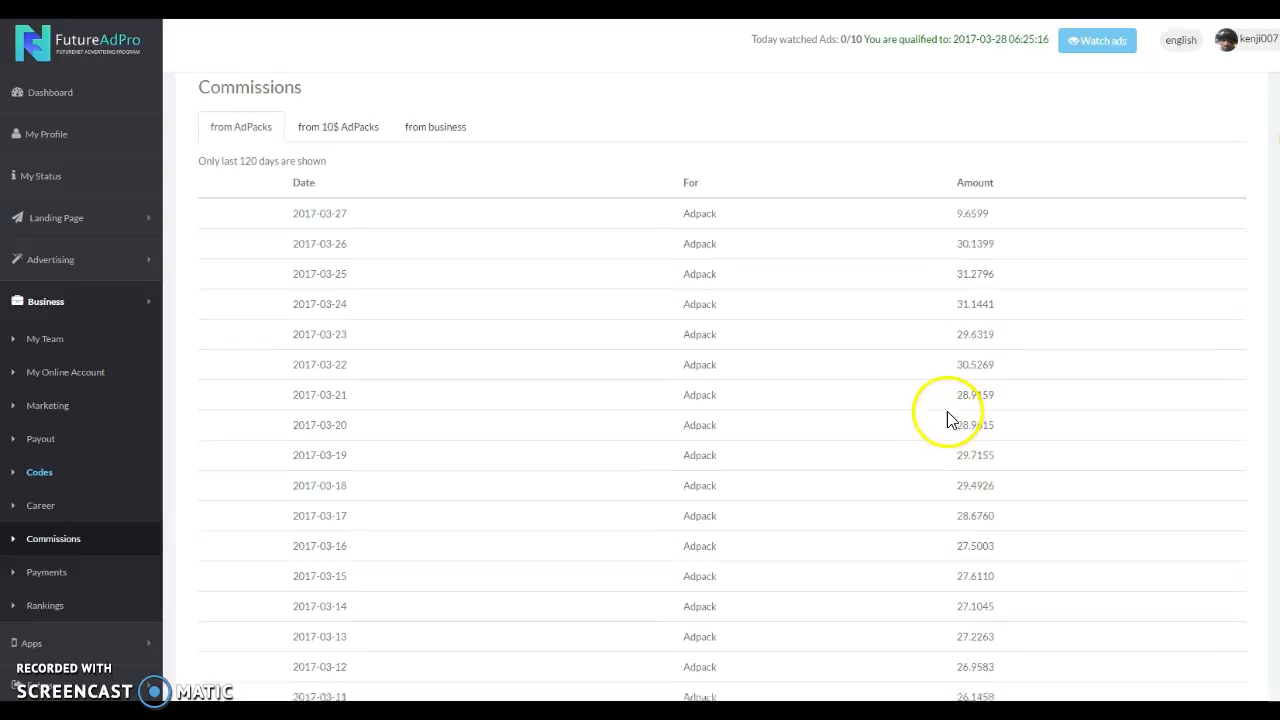 FutureAdPro
FUTURENET ADVERTISING PROGRAM
Today watched Ads: 0/10 You are qualified to: 2017-03-28 06:25:16
Watch ads
english
kenji007
Dashboard
My Profile
My Status
Landing Page
Advertising
Business
My Team
My Online Account
Marketing
Payout
Codes
Career
Commissions
Payments
Rankings
Apps
RECORDED WITH
SCREENCAST MATIC
Commissions
from AdPacks from 10$ AdPacks from business
Only last 120 days are shown
Date For Amount
2017-03-27 Adpack 9.6599
2017-03-26 Adpack 30.1399
2017-03-25 Adpack 31.2796
2017-03-24 Adpack 31.1441
2017-03-23 Adpack 29.6319
2017-03-22 Adpack 30.5269
2017-03-21 Adpack 28.9159
2017-03-20 Adpack
2017-03-19 Adpack 29.7155
2017-03-18 Adpack 29.4926
2017-03-17 Adpack 28.6760
2017-03-16 Adpack 27.5003
2017-03-15 Adpack 27.6110
2017-03-14 Adpack 27.1045
2017-03-13 Adpack 27.2263
2017-03-12 Adpack 26.9583
2017-03-11 Adpack 26.1458